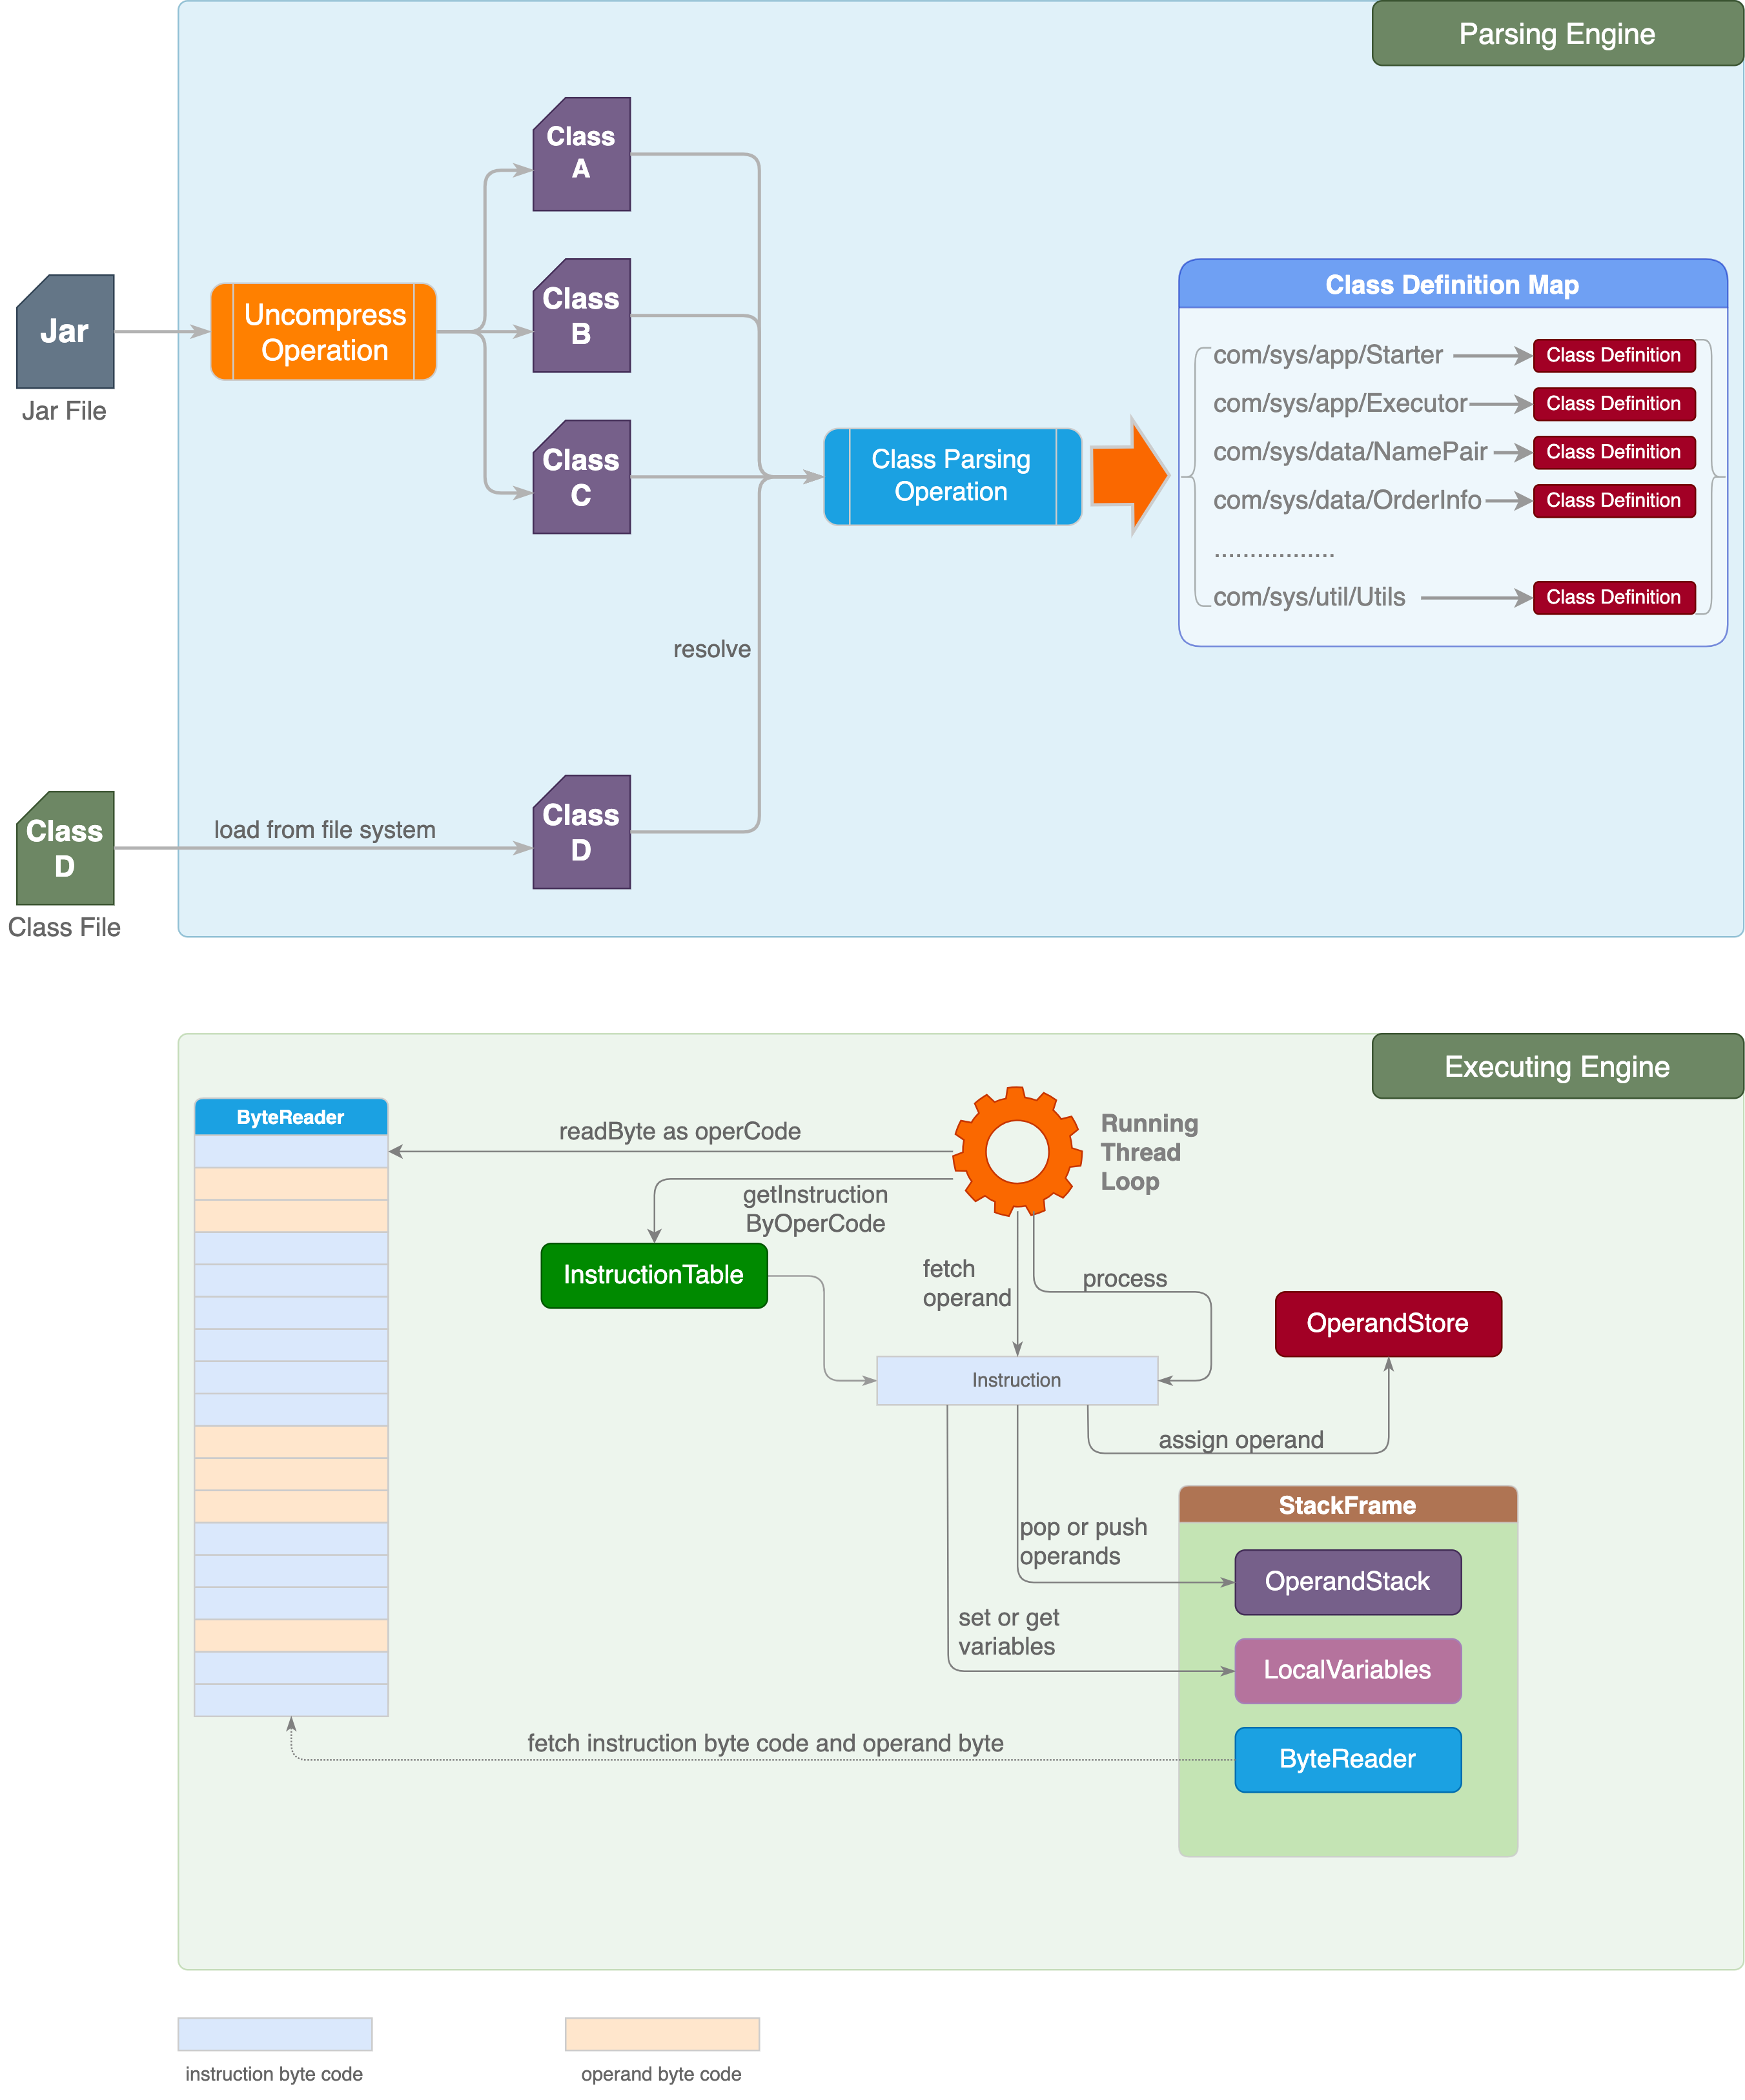 Parsing Engine
Class
A
Jar
Jar File
Uncompress
Operation
Class
B
Class
C
Class Parsing
Operation
Class Definition Map
com/sys/app/Starter
Class Definition
com/sys/app/Executor
Class Definition
com/sys/data/NamePair
Class Definition
com/sys/data/OrderInfo
Class Definition
.................
com/sys/util/Utils
Class Definition
resolve
Class
D
Class File
load from file system
Class
D
Executing Engine
ByteReader
readByte as operCode
Running
Thread
Loop
getInstruction
ByOperCode
InstructionTable
fetch
operand
process
OperandStore
Instruction
assign operand
StackFrame
pop or push
operands
OperandStack
set or get
variables
LocalVariables
fetch instruction byte code and operand byte
ByteReader
instruction byte code
operand byte code